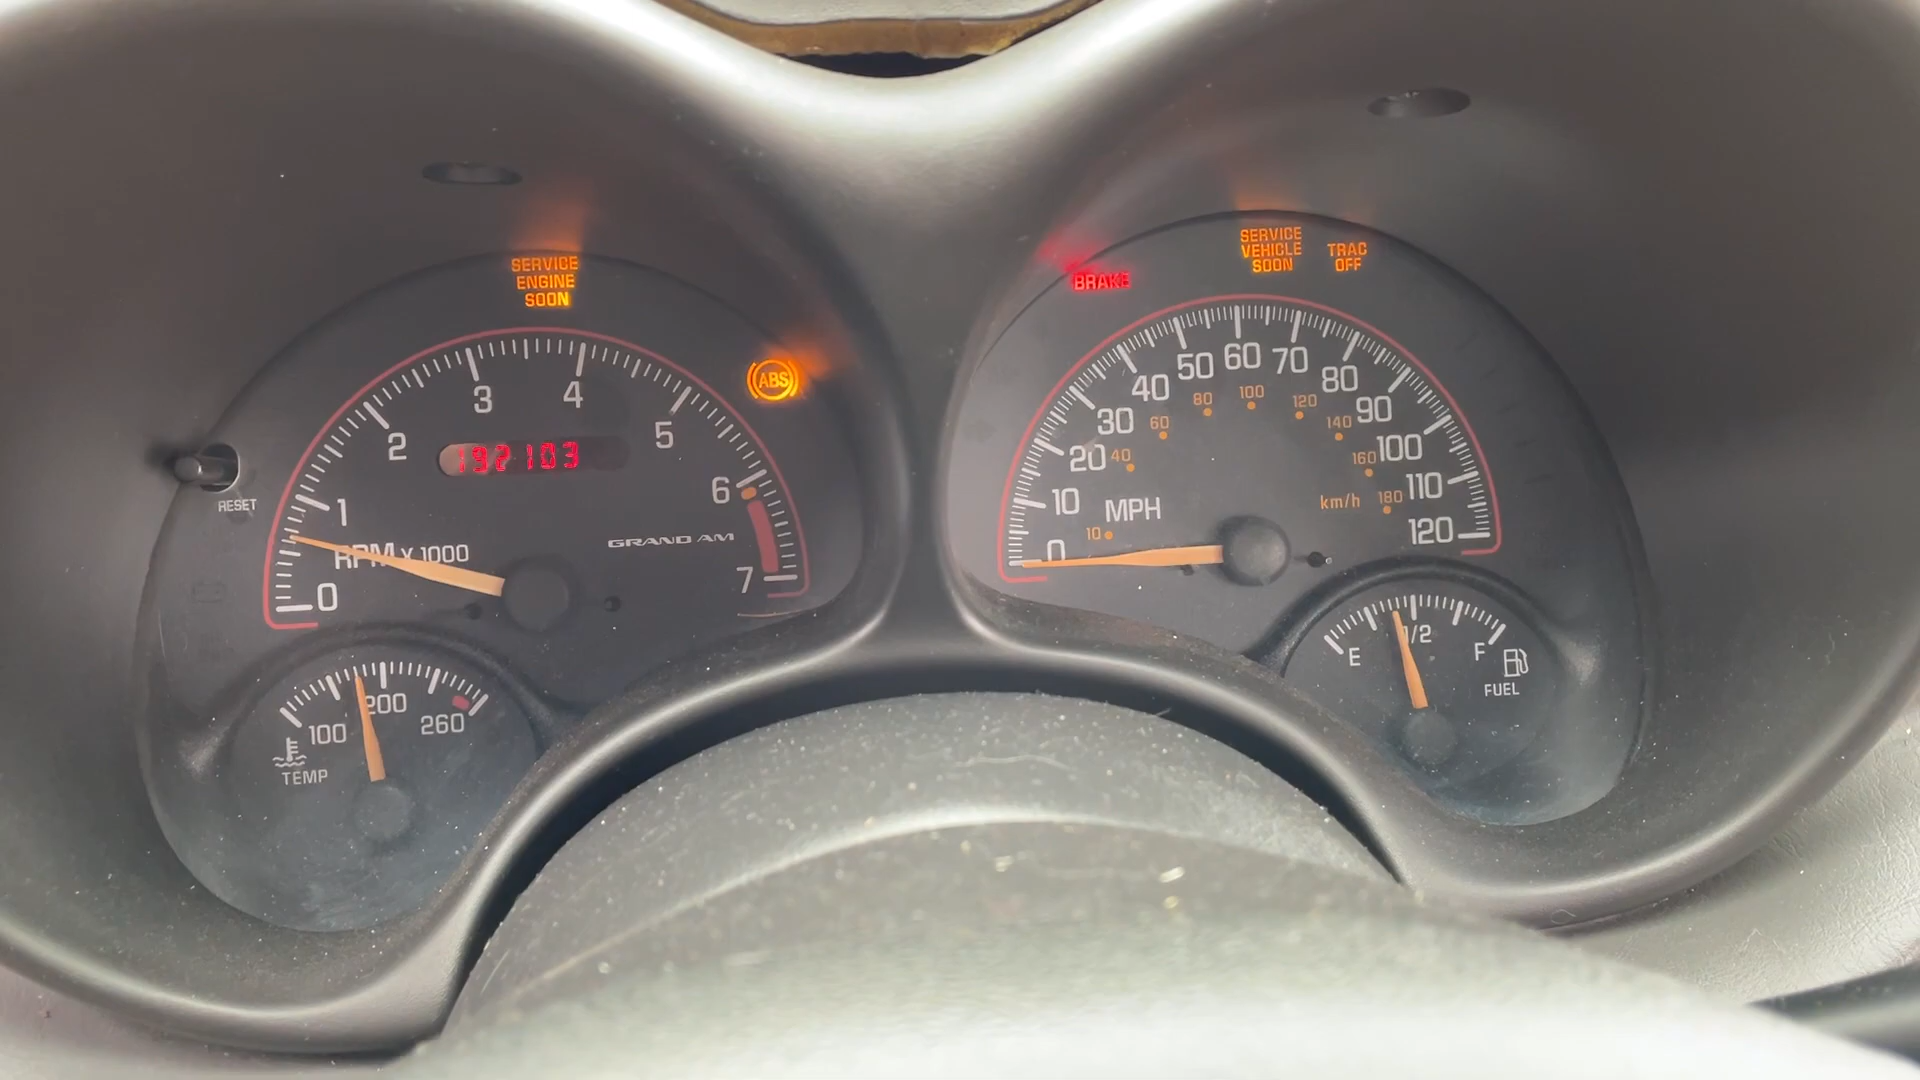 SERVICE
ENGINE
SOON
ABS
0
1
2
3
4
5
6
7
192103
RESET
RPM x 1000
GRAND AM
100
200
260
TEMP
BRAKE
SERVICE
VEHICLE
SOON
TRAC
OFF
0
10
20
30
40
50
60
70
80
90
100
110
120
MPH
10
40
60
80
100
120
140
160
180
km/h
E
1/2
F
FUEL